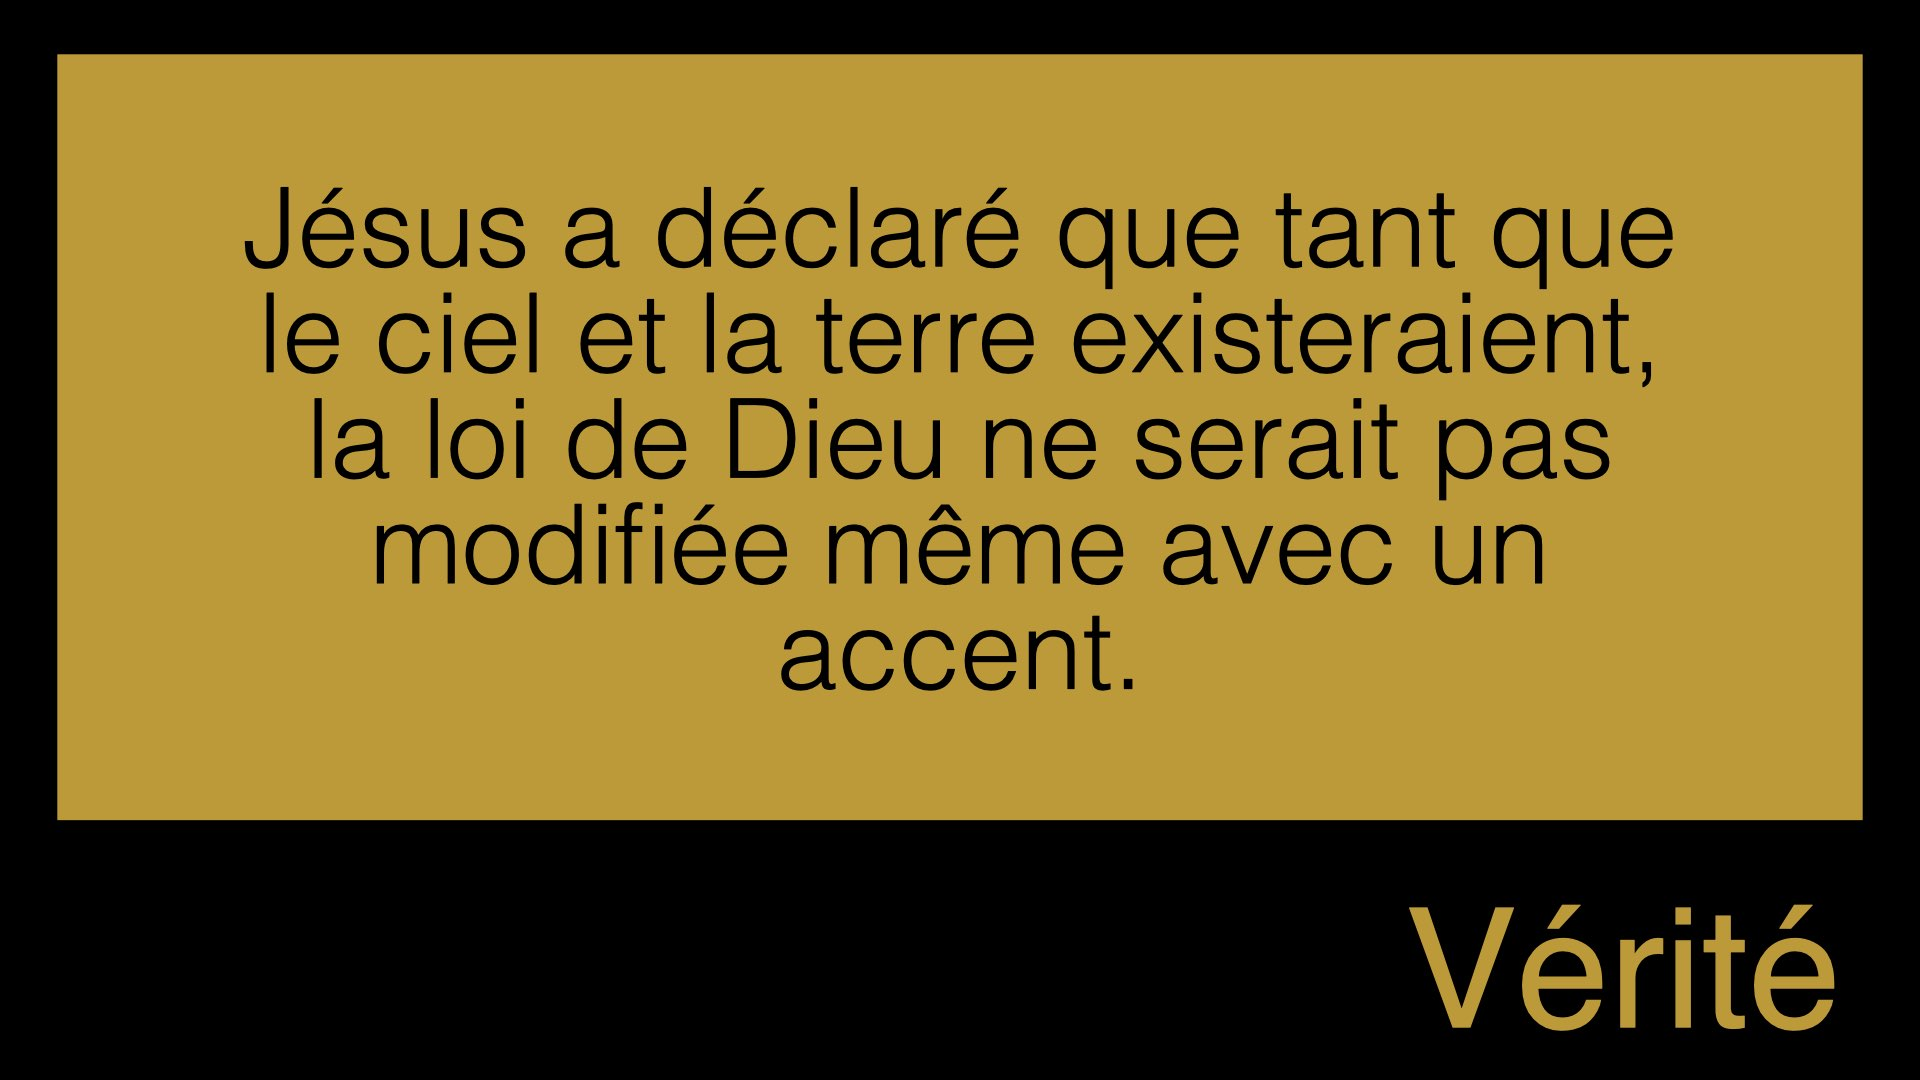 Jésus a déclaré que tant que
le ciel et la terre existeraient,
la loi de Dieu ne serait pas
modifiée même avec un
accent.
Vérité